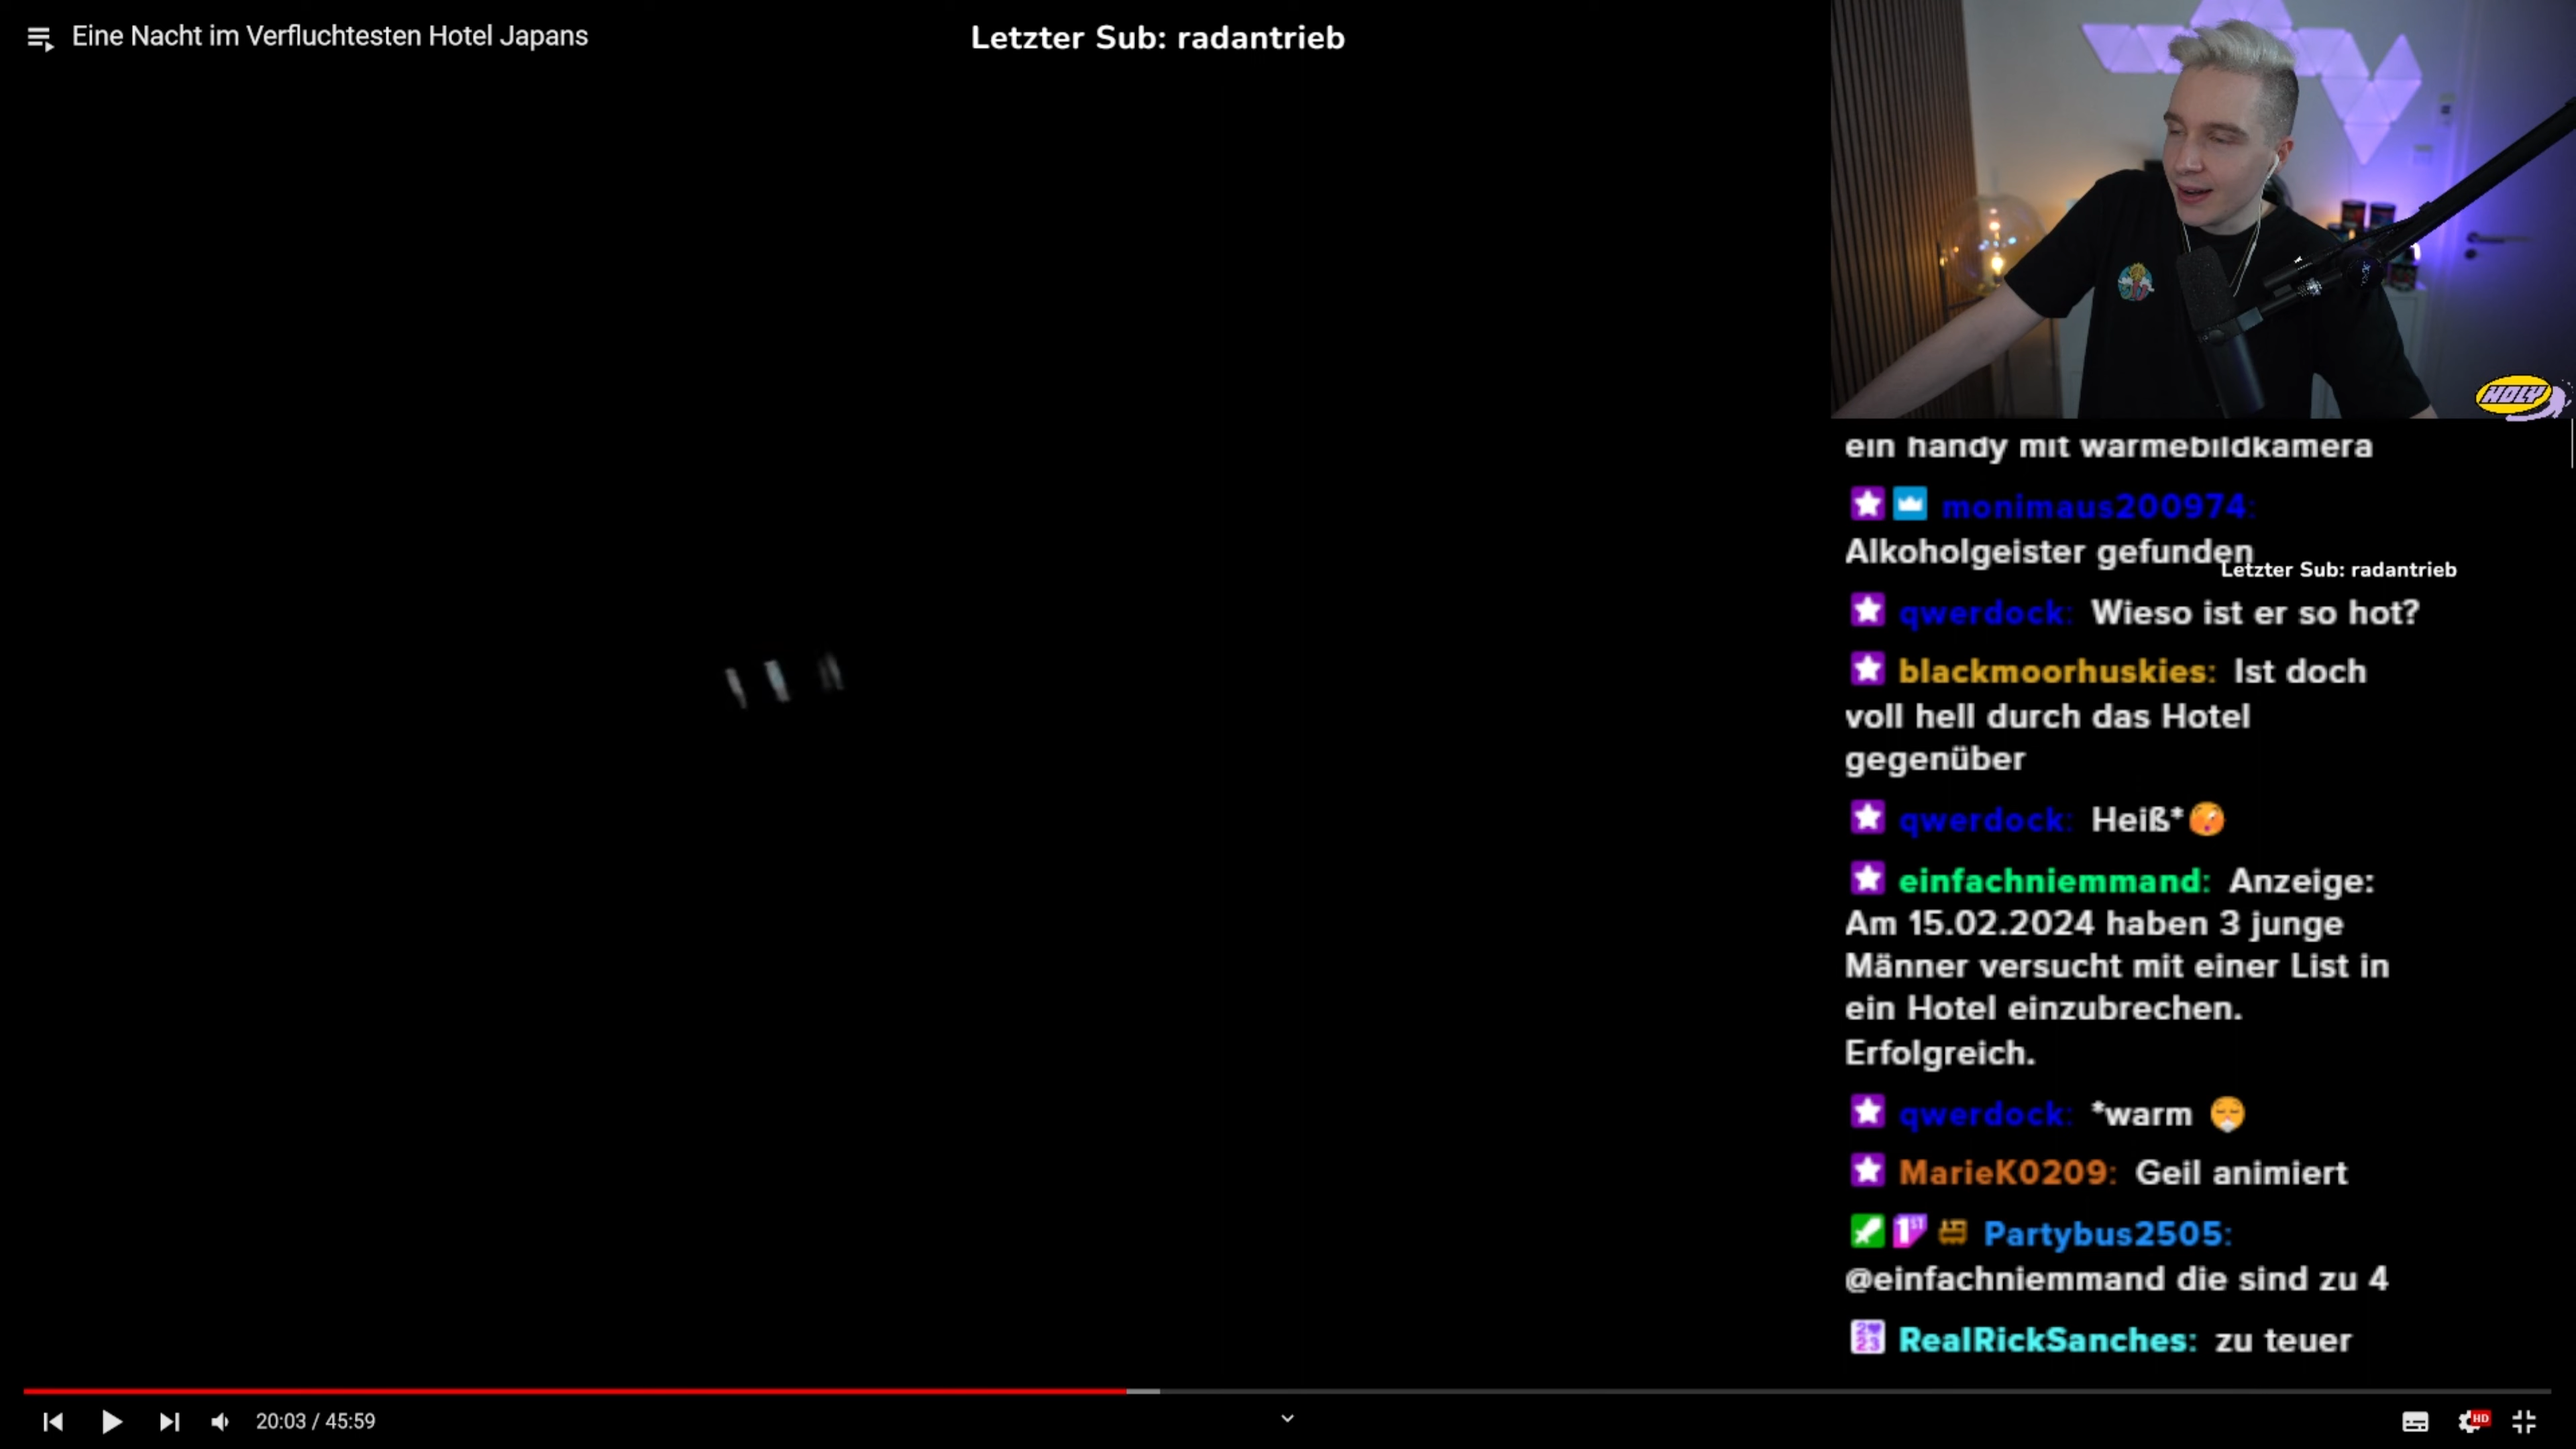 Eine Nacht im Verfluchtesten Hotel Japans
Letzter Sub: radantrieb
HOLY
ein handy mit wärmebildkamera
monimaus200974:
Alkoholgeister gefunden
Letzter Sub: radantrieb
qwerdock: Wieso ist er so hot?
blackmoorhuskies: Ist doch
voll hell durch das Hotel
gegenüber
qwerdock: Heiß*
einfachniemmand: Anzeige:
Am 15.02.2024 haben 3 junge
Männer versucht mit einer List in
ein Hotel einzubrechen.
Erfolgreich.
qwerdock: *warm
MarieK0209: Geil animiert
1ST Partybus2505:
@einfachniemmand die sind zu 4
RealRickSanches: zu teuer
20:03 / 45:59
HD